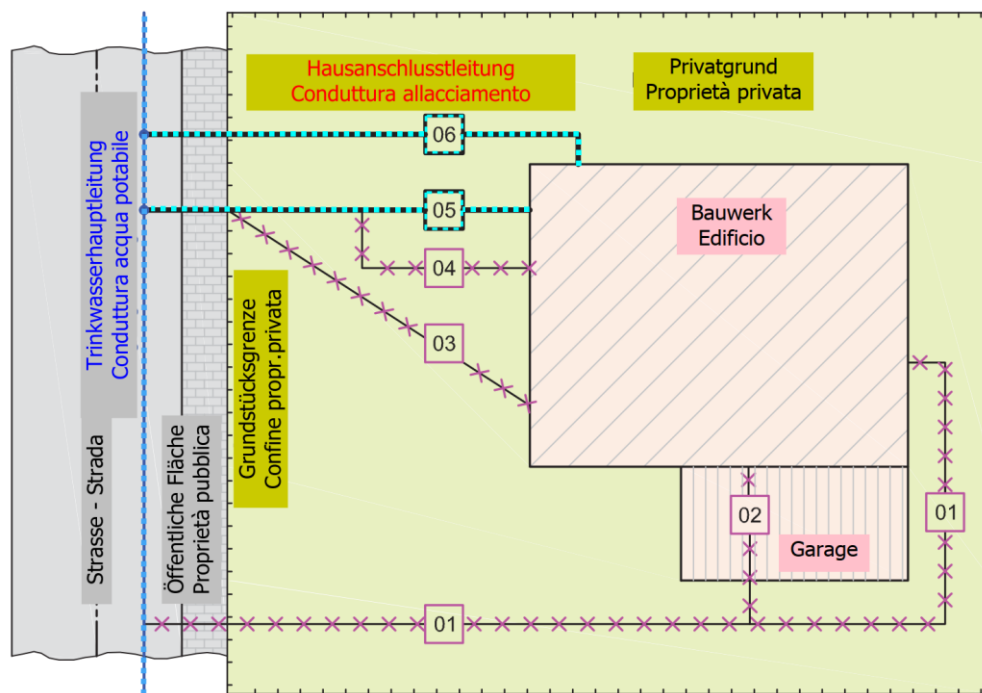 Hausanschlusstleitung
Conduttura allacciamento
Privatgrund
Proprietà privata
06
Trinkwasserhauptleitung
Conduttura acqua potabile
05
Bauwerk
Edificio
04
Grundstücksgrenze
Confine propr.privata
03
Strasse - Strada
Öffentliche Fläche
Proprietà pubblica
02
01
Garage
01